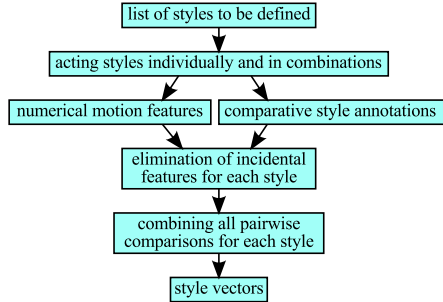 list of styles to be defined
acting styles individually and in combinations
numerical motion features
comparative style annotations
elimination of incidental
features for each style
combining all pairwise
comparisons for each style
style vectors